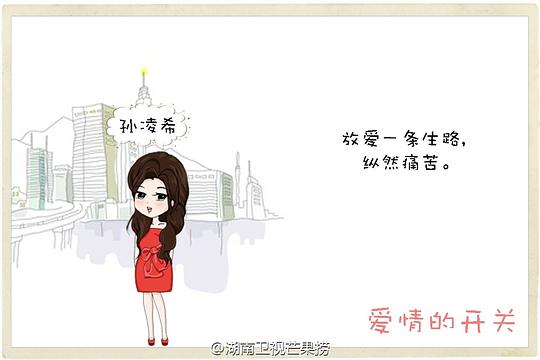 孙凌希
放爱一条生路,
纵然痛苦。
爱情的开关
@湖南卫视芒果捞